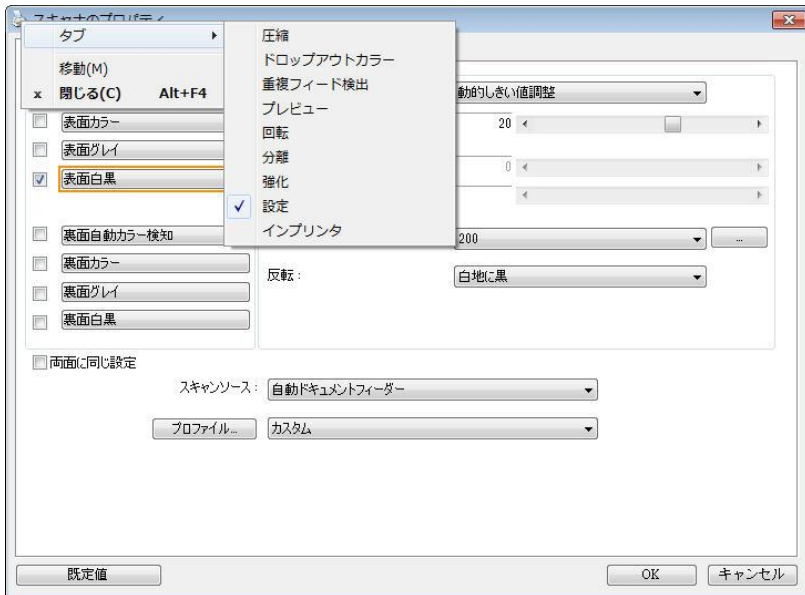 スキャナのプロパティ
タブ
移動(M)
x 閉じる(C) Alt+F4
圧縮
ドロップアウトカラー
重複フィード検出
プレビュー
回転
分離
強化
設定
インプリンタ
動的しきい値調整
20
0
表面カラー
表面グレイ
表面白黒
裏面自動カラー検知
裏面カラー
裏面グレイ
裏面白黒
200
...
反転:
白地に黒
両面に同じ設定
スキャンソース:
自動ドキュメントフィーダー
プロファイル...
カスタム
既定値
OK
キャンセル